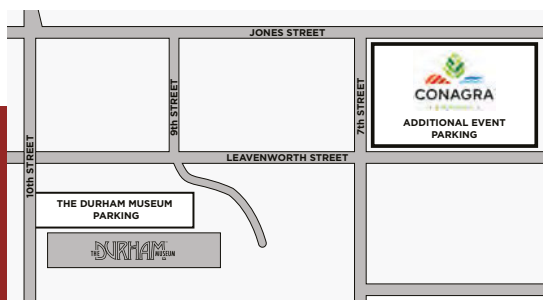 JONES STREET
CONAGRA
ADDITIONAL EVENT
PARKING
9th STREET
7th STREET
10th STREET
LEAVENWORTH STREET
THE DURHAM MUSEUM
PARKING
THE DURHAM MUSEUM